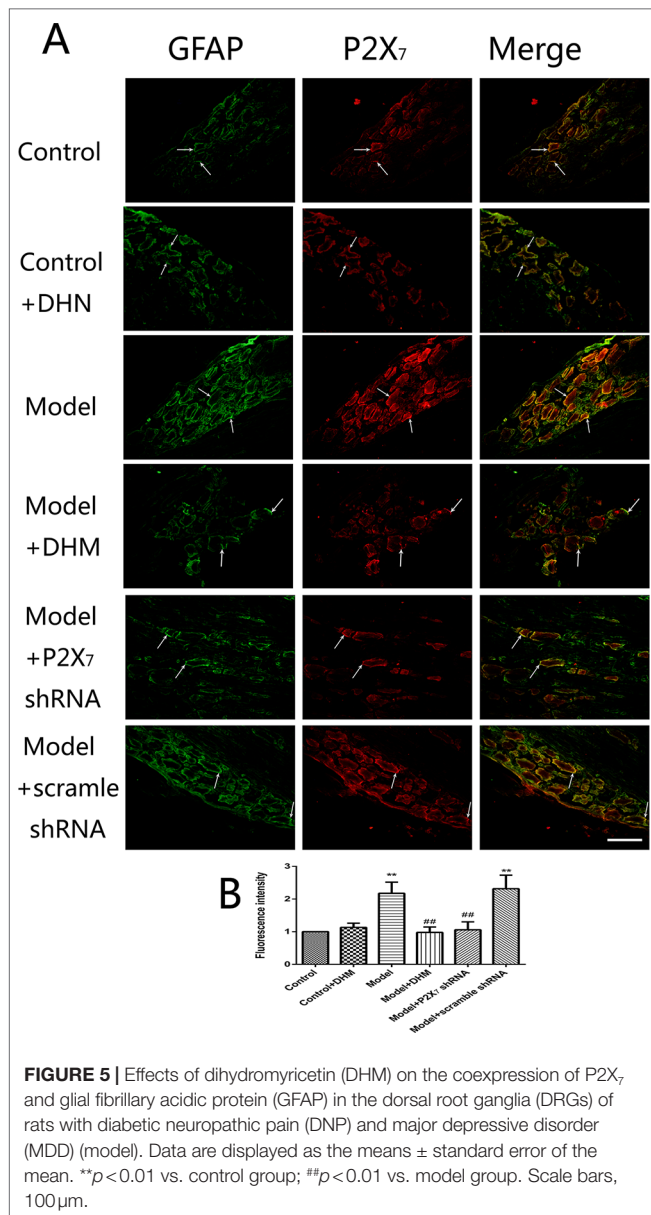 A
GFAP P2X₇ Merge
Control
Control
+DHN
Model
Model
+DHM
Model
+P2X₇
shRNA
Model
+scramle
shRNA
B
Fluorescence intensity
3
2
1
0
** ## ## **
Control Control+DHM Model Model+DHM Model+P2X₇ shRNA Model+scramble shRNA
FIGURE 5 | Effects of dihydromyricetin (DHM) on the coexpression of P2X₇
and glial fibrillary acidic protein (GFAP) in the dorsal root ganglia (DRGs) of
rats with diabetic neuropathic pain (DNP) and major depressive disorder
(MDD) (model). Data are displayed as the means ± standard error of the
mean. **p<0.01 vs. control group; ##p<0.01 vs. model group. Scale bars,
100μm.